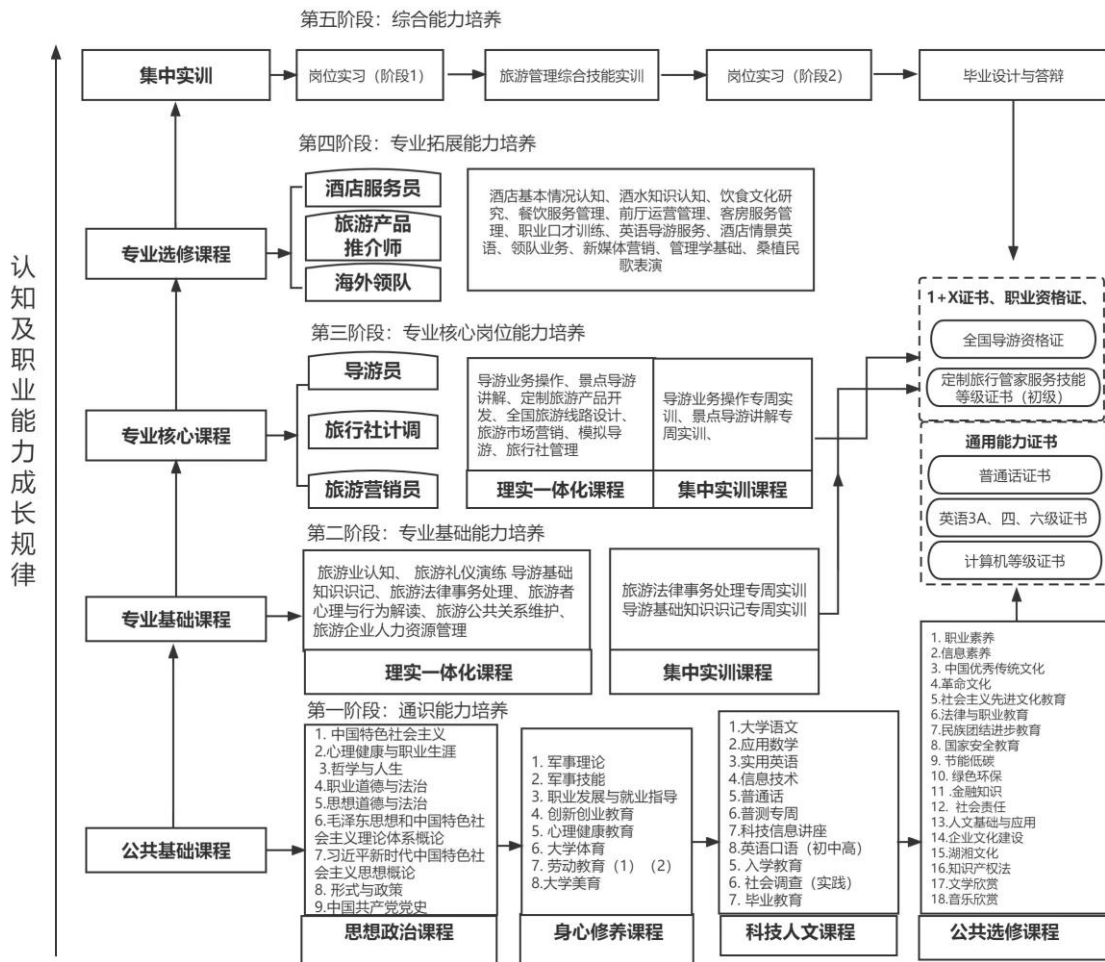 第五阶段：综合能力培养
集中实训
岗位实习（阶段1）
旅游管理综合技能实训
岗位实习（阶段2）
毕业设计与答辩
第四阶段：专业拓展能力培养
专业选修课程
酒店服务员
旅游产品
推介师
海外领队
酒店基本情况认知、酒水知识认知、饮食文化研
究、餐饮服务管理、前厅运营管理、客房服务管
理、职业口才训练、英语导游服务、酒店情景英
语、领队业务、新媒体营销、管理学基础、桑植民
歌表演
认知及职业能力成长规律
第三阶段：专业核心岗位能力培养
专业核心课程
导游员
旅行社计调
旅游营销员
导游业务操作、景点导游
讲解、定制旅游产品开
发、全国旅游线路设计、
旅游市场营销、模拟导
游、旅行社管理
理实一体化课程
导游业务操作专周实
训、景点导游讲解专
周实训、
集中实训课程
1+X证书、职业资格证、
全国导游资格证
定制旅行管家服务技能
等级证书（初级）
通用能力证书
普通话证书
英语3A、四、六级证书
计算机等级证书
第二阶段：专业基础能力培养
专业基础课程
旅游业认知、 旅游礼仪演练 导游基础
知识识记、旅游法律事务处理、旅游者
心理与行为解读、旅游公共关系维护、
旅游企业人力资源管理
理实一体化课程
旅游法律事务处理专周实训
导游基础知识识记专周实训
集中实训课程
第一阶段：通识能力培养
公共基础课程
1. 中国特色社会主义
2.心理健康与职业生涯
3.哲学与人生
4.职业道德与法治
5.思想道德与法治
6.毛泽东思想和中国特色社
会主义理论体系概论
7.习近平新时代中国特色社
会主义思想概论
8. 形式与政策
9.中国共产党党史
思想政治课程
1. 军事理论
2. 军事技能
3. 职业发展与就业指导
4. 创新创业教育
5. 心理健康教育
6. 大学体育
7. 劳动教育（1）（2）
8.大学美育
身心修养课程
1.大学语文
2.应用数学
3.实用英语
4.信息技术
5.普通话
6.普测专周
7.科技信息讲座
8.英语口语（初中高）
5. 入学教育
6. 社会调查（实践）
7. 毕业教育
科技人文课程
1. 职业素养
2.信息素养
3. 中国优秀传统文化
4.革命文化
5.社会主义先进文化教育
6.法律与职业教育
7.民族团结进步教育
8. 国家安全教育
9. 节能低碳
10. 绿色环保
11 .金融知识
12. 社会责任
13.人文基础与应用
14.企业文化建设
15.湖湘文化
16.知识产权法
17.文学欣赏
18.音乐欣赏
公共选修课程